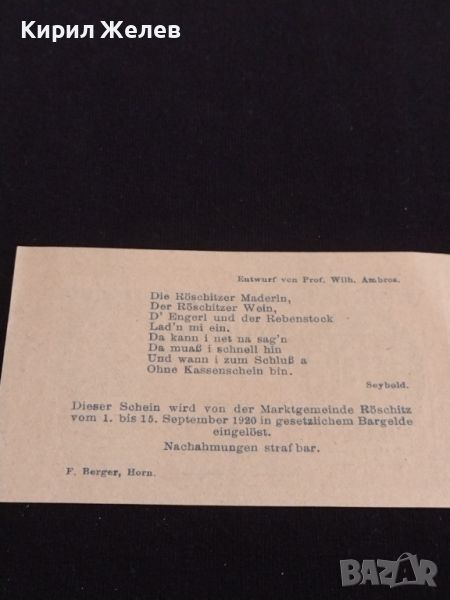 Кирил Желев
Entwurf von Prof. Wilh. Ambros.
Die Röschitzer Maderln,
Der Röschitzer Wein,
D' Engerl und der Rebenstock
Lad'n mi ein.
Da kann i net na sag'n
Da muaß i schnell hin
Und wann i zum Schluß a
Ohne Kassenschein bin.
Seybold.
Dieser Schein wird von der Marktgemeinde Röschitz
vom 1. bis 15. September 1920 in gesetzlichem Bargelde
eingelöst.
Nachahmungen strafbar.
F. Berger, Horn.
BAZAR